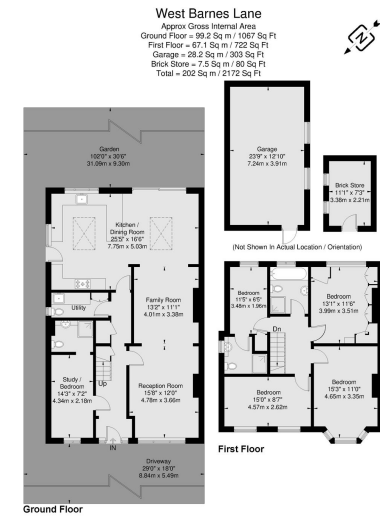 West Barnes Lane
Approx Gross Internal Area
Ground Floor = 99.2 Sq m / 1067 Sq Ft
First Floor = 67.1 Sq m / 722 Sq Ft
Garage = 28.2 Sq m / 303 Sq Ft
Brick Store = 7.5 Sq m / 80 Sq Ft
Total = 202 Sq m / 2172 Sq Ft
N
Garden
102'0" x 30'6"
31.09m x 9.30m
Garage
23'9" x 12'10"
7.24m x 3.91m
Brick Store
11'1" x 7'3"
3.38m x 2.21m
(Not Shown In Actual Location / Orientation)
Kitchen /
Dining Room
25'5" x 16'6"
7.75m x 5.03m
Utility
Family Room
13'2" x 11'1"
4.01m x 3.38m
Study /
Bedroom
14'3" x 7'2"
4.34m x 2.18m
Up
Reception Room
15'8" x 12'0"
4.78m x 3.66m
IN
Driveway
29'0" x 18'0"
8.84m x 5.49m
Ground Floor
Bedroom
11'5" x 6'5"
3.48m x 1.96m
Bedroom
13'1" x 11'6"
3.99m x 3.51m
Dn
Bedroom
15'0" x 8'7"
4.57m x 2.62m
Bedroom
15'3" x 11'0"
4.65m x 3.35m
First Floor